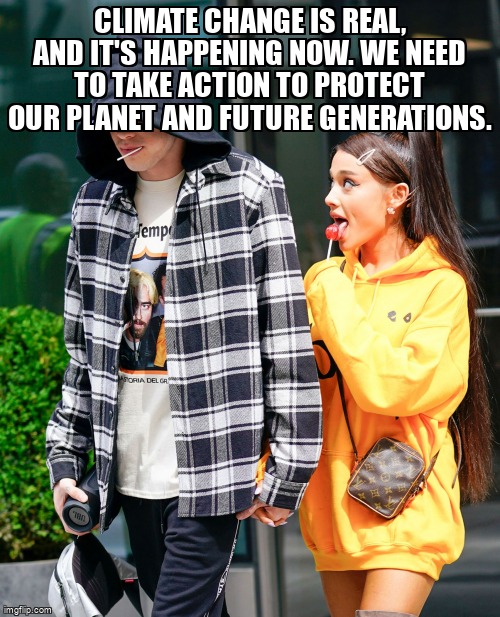 CLIMATE CHANGE IS REAL,
AND IT'S HAPPENING NOW. WE NEED
TO TAKE ACTION TO PROTECT
OUR PLANET AND FUTURE GENERATIONS.
JBL
imgflip.com